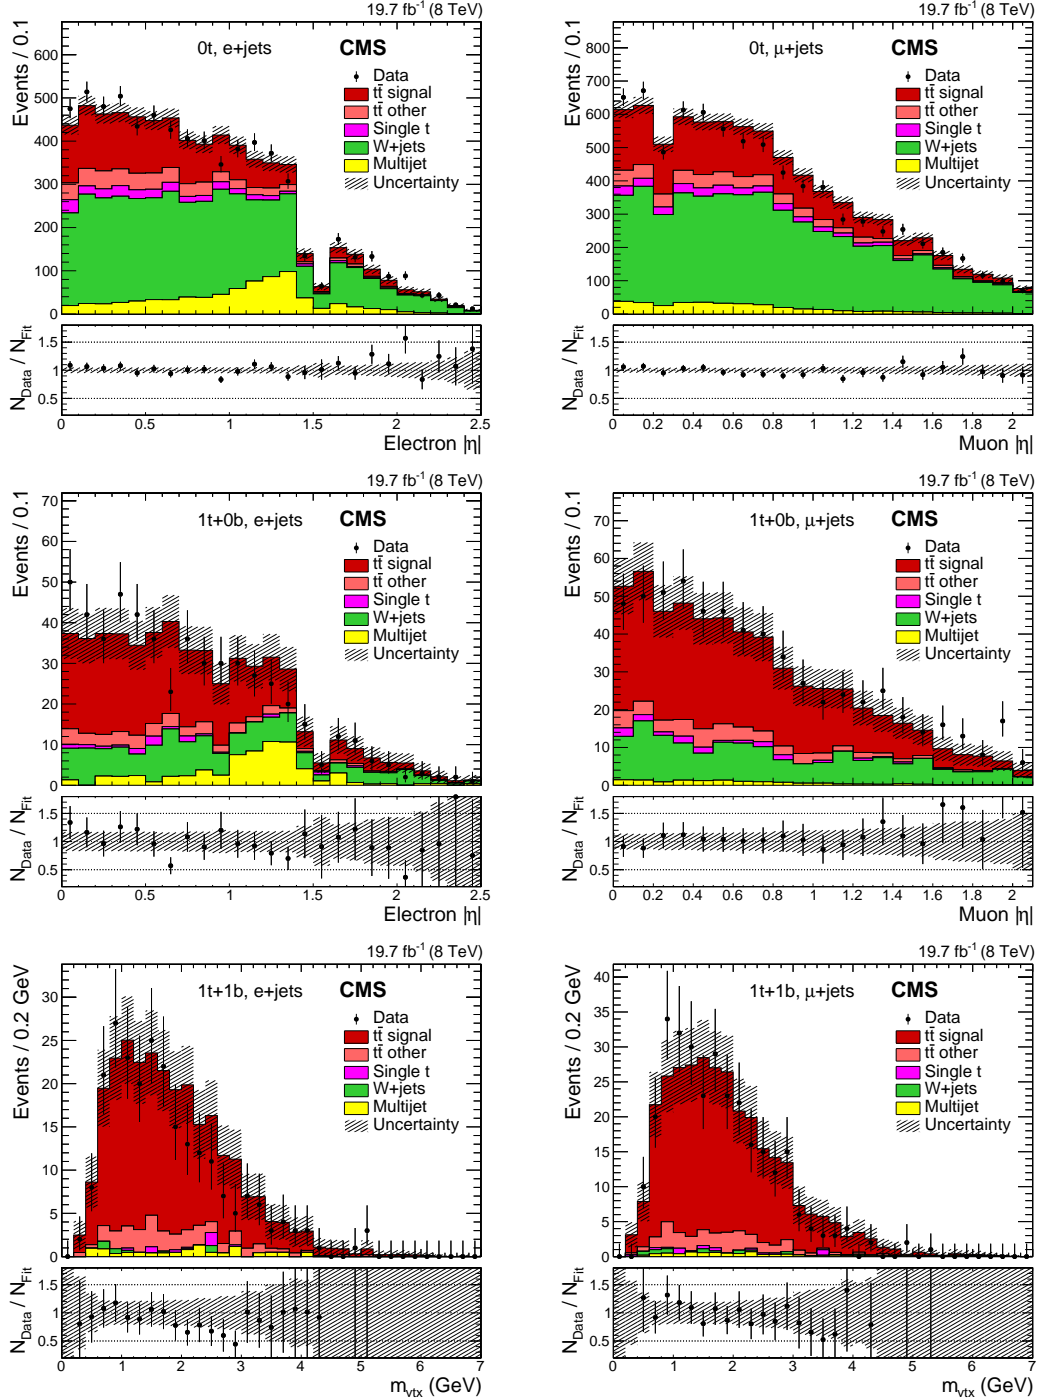 19.7 fb⁻¹ (8 TeV)
Events / 0.1
0t, e+jets
CMS
Data
tt̄ signal
tt̄ other
Single t
W+jets
Multijet
Uncertainty
600
500
400
300
200
100
0
N_Data / N_Fit
1.5
1
0.5
0 0.5 1 1.5 2 2.5
Electron |η|
19.7 fb⁻¹ (8 TeV)
Events / 0.1
0t, μ+jets
CMS
Data
tt̄ signal
tt̄ other
Single t
W+jets
Multijet
Uncertainty
800
700
600
500
400
300
200
100
0
N_Data / N_Fit
1.5
1
0.5
0 0.2 0.4 0.6 0.8 1 1.2 1.4 1.6 1.8 2
Muon |η|
19.7 fb⁻¹ (8 TeV)
Events / 0.1
1t+0b, e+jets
CMS
Data
tt̄ signal
tt̄ other
Single t
W+jets
Multijet
Uncertainty
70
60
50
40
30
20
10
0
N_Data / N_Fit
1.5
1
0.5
0 0.5 1 1.5 2 2.5
Electron |η|
19.7 fb⁻¹ (8 TeV)
Events / 0.1
1t+0b, μ+jets
CMS
Data
tt̄ signal
tt̄ other
Single t
W+jets
Multijet
Uncertainty
70
60
50
40
30
20
10
0
N_Data / N_Fit
1.5
1
0.5
0 0.2 0.4 0.6 0.8 1 1.2 1.4 1.6 1.8 2
Muon |η|
19.7 fb⁻¹ (8 TeV)
Events / 0.2 GeV
1t+1b, e+jets
CMS
Data
tt̄ signal
tt̄ other
Single t
W+jets
Multijet
Uncertainty
30
25
20
15
10
5
0
N_Data / N_Fit
1.5
1
0.5
0 1 2 3 4 5 6 7
m_vtx (GeV)
19.7 fb⁻¹ (8 TeV)
Events / 0.2 GeV
1t+1b, μ+jets
CMS
Data
tt̄ signal
tt̄ other
Single t
W+jets
Multijet
Uncertainty
40
35
30
25
20
15
10
5
0
N_Data / N_Fit
1.5
1
0.5
0 1 2 3 4 5 6 7
m_vtx (GeV)